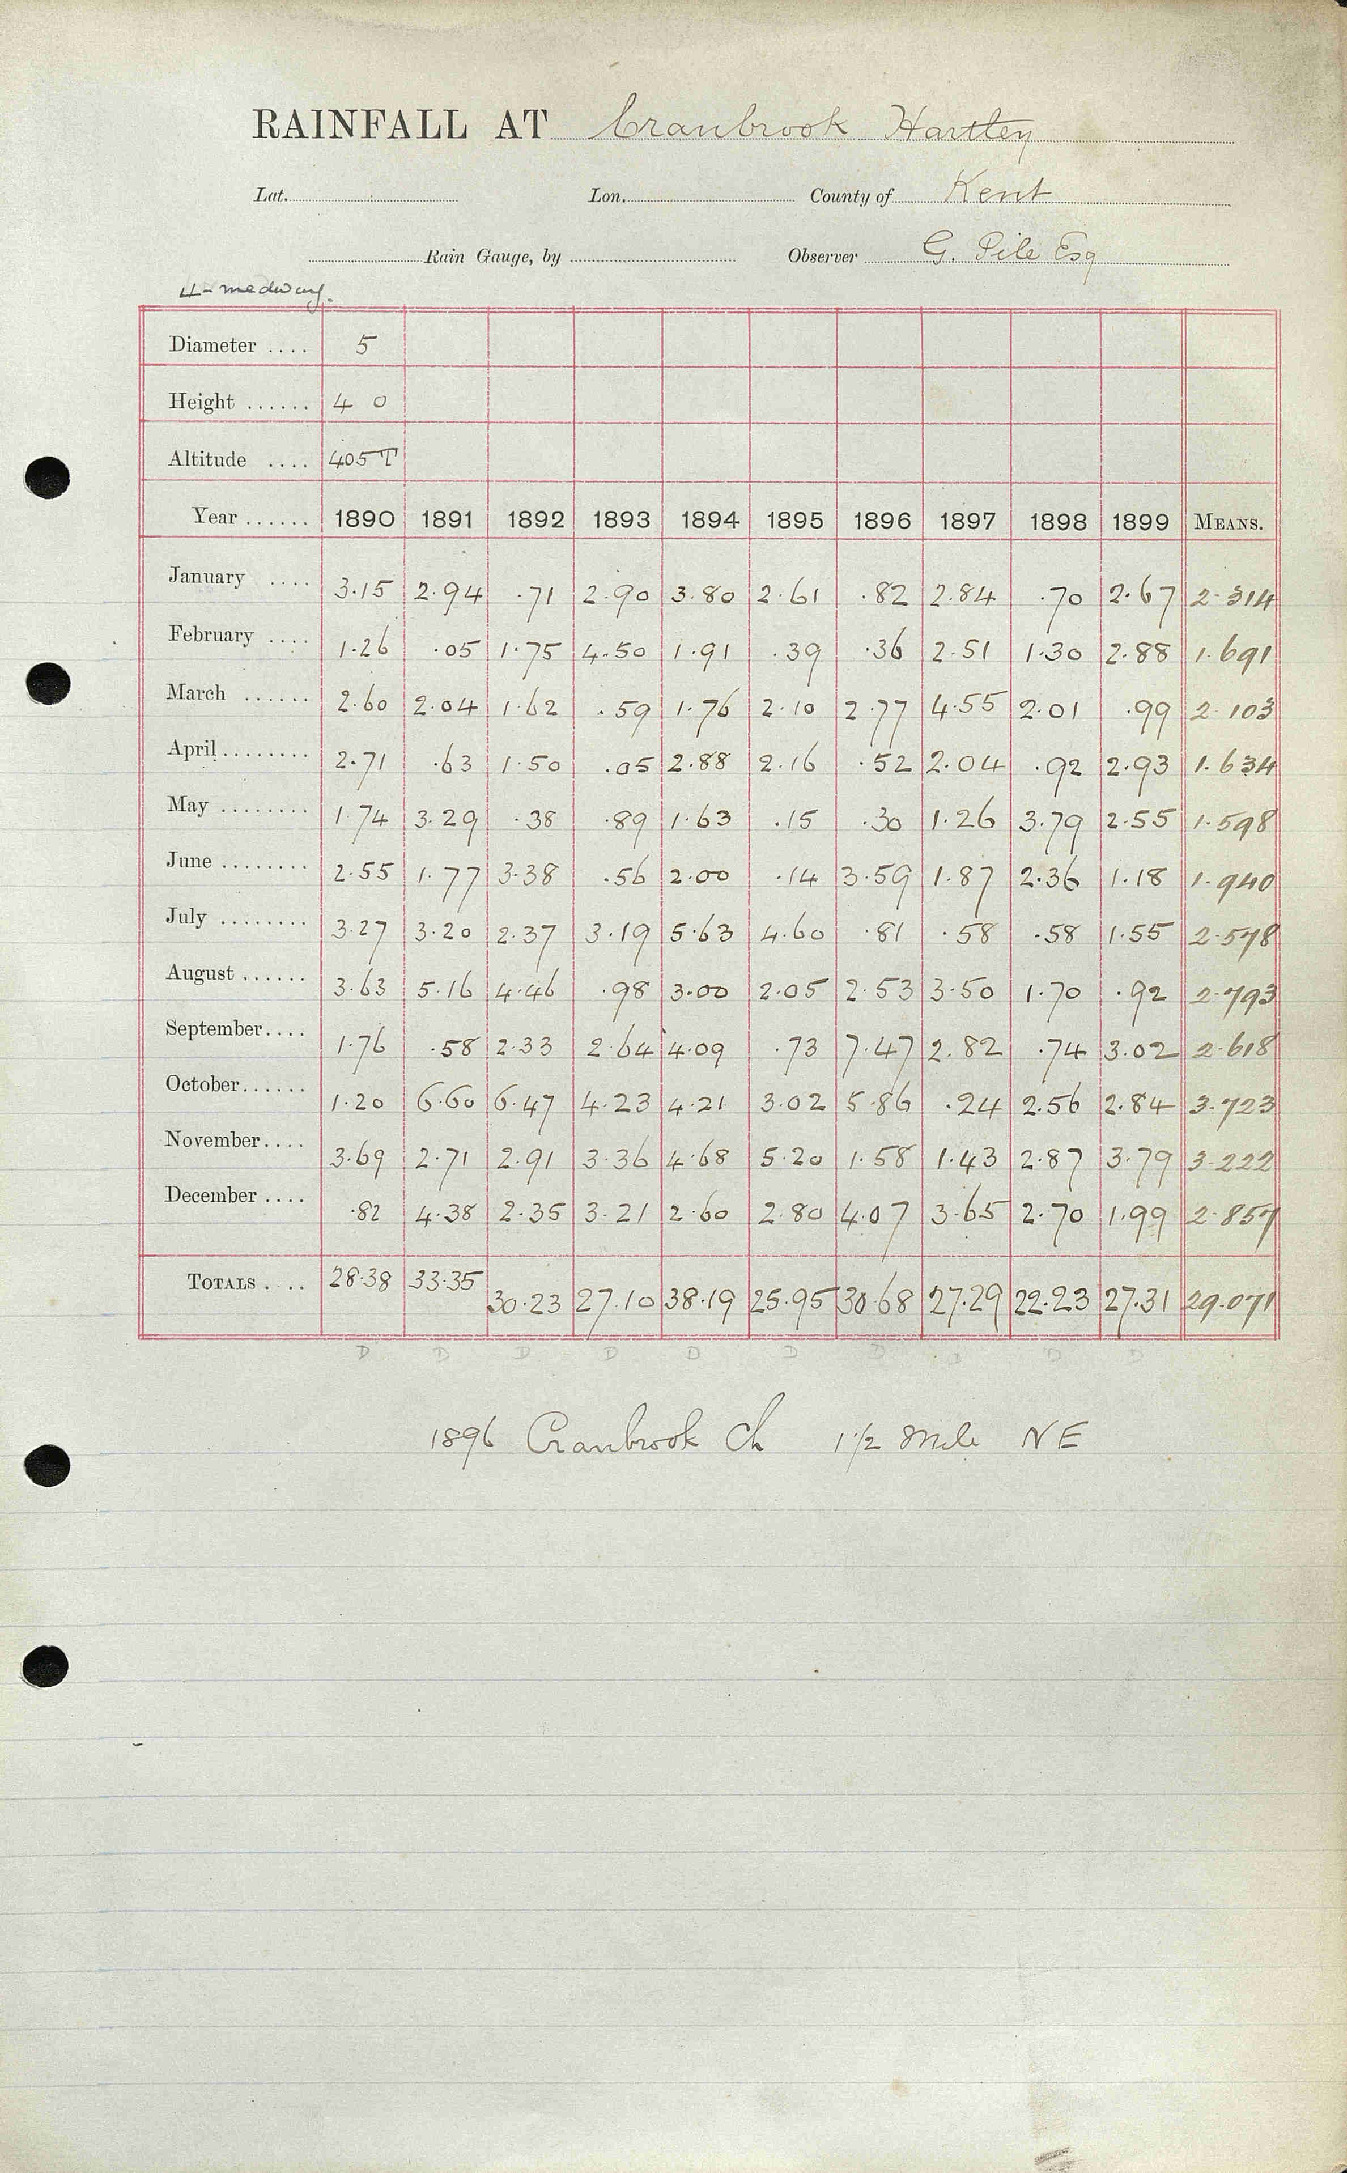 RAINFALL AT Cranbrook Hartley
Lat. Lon. County of Kent
Rain Gauge, by Observer G. Pile Esq
4 - medway.
Diameter .... 5
Height ...... 4 0
Altitude .... 405 T
Year ...... 1890 1891 1892 1893 1894 1895 1896 1897 1898 1899 MEANS.
January .... 3.15 2.94 .71 2.90 3.80 2.61 .82 2.84 .70 2.67 2.314
February .... 1.26 .05 1.75 4.50 1.91 .39 .36 2.51 1.30 2.88 1.691
March ...... 2.60 2.04 1.62 .59 1.76 2.10 2.77 4.55 2.01 .99 2.103
April ........ 2.71 .63 1.50 .05 2.88 2.16 .52 2.04 .92 2.93 1.634
May ........ 1.74 3.29 .38 .89 1.63 .15 .30 1.26 3.79 2.55 1.598
June ........ 2.55 1.77 3.38 .56 2.00 .14 3.59 1.87 2.36 1.18 1.940
July ........ 3.27 3.20 2.37 3.19 5.63 4.60 .81 .58 .58 1.55 2.578
August ...... 3.63 5.16 4.46 .98 3.00 2.05 2.53 3.50 1.70 .92 2.793
September .... 1.76 .58 2.33 2.64 4.09 .73 7.47 2.82 .74 3.02 2.618
October ...... 1.20 6.60 6.47 4.23 4.21 3.02 5.86 .24 2.56 2.84 3.723
November .... 3.69 2.71 2.91 3.36 4.68 5.20 1.58 1.43 2.87 3.79 3.222
December .... .82 4.38 2.35 3.21 2.60 2.80 4.07 3.65 2.70 1.99 2.857
TOTALS .... 28.38 33.35 30.23 27.10 38.19 25.95 30.68 27.29 22.23 27.31 29.071
D D D D D D D D D D
1896 Cranbrook Ch 1 1/2 Mile NE